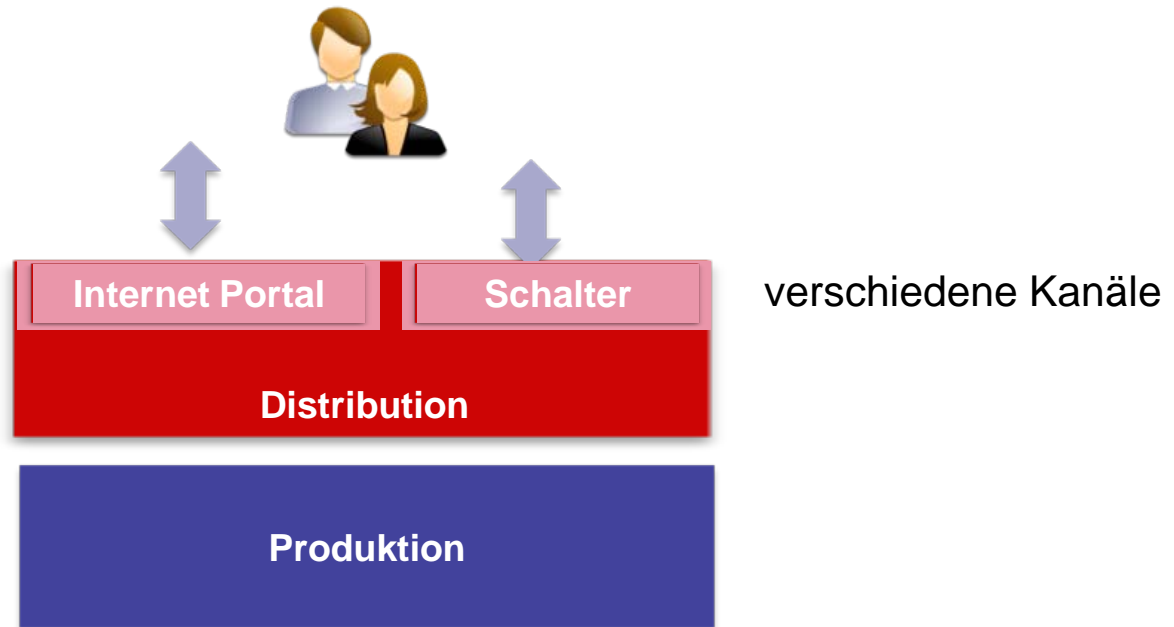 Internet Portal
Schalter
verschiedene Kanäle
Distribution
Produktion